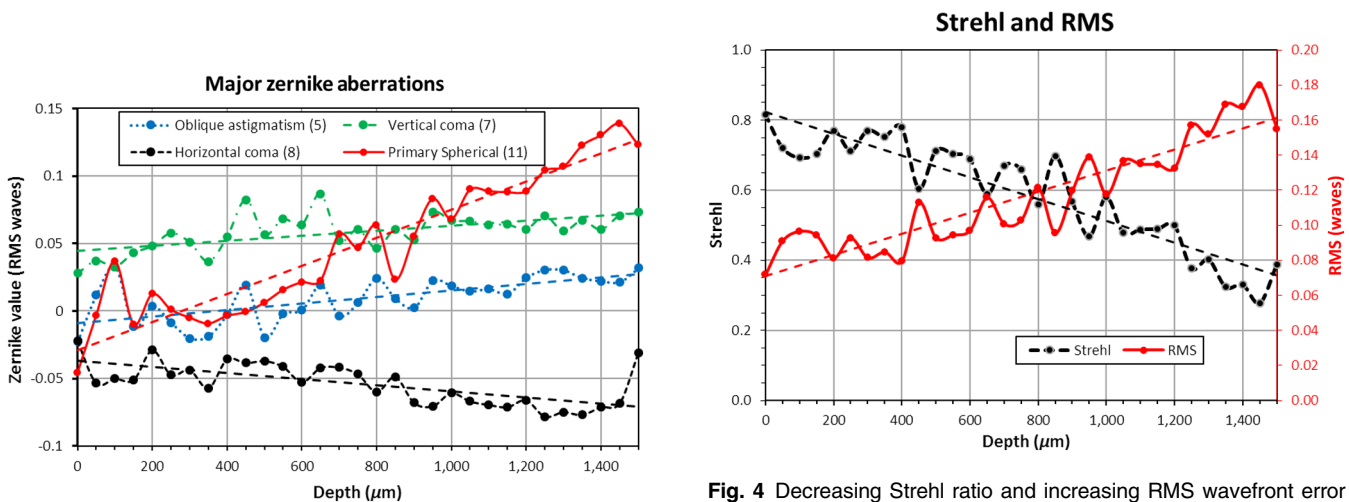 Major zernike aberrations
Zernike value (RMS waves)
0.15
0.1
0.05
0
-0.05
-0.1
Oblique astigmatism (5)
Vertical coma (7)
Horizontal coma (8)
Primary Spherical (11)
0 200 400 600 800 1,000 1,200 1,400
Depth (μm)
Strehl and RMS
Strehl
1.0
0.8
0.6
0.4
0.2
0.0
Strehl
RMS
0.20
0.18
0.16
0.14
0.12
0.10
0.08
0.06
0.04
0.02
0.00
RMS (waves)
0 200 400 600 800 1,000 1,200 1,400
Depth (μm)
Fig. 4 Decreasing Strehl ratio and increasing RMS wavefront error